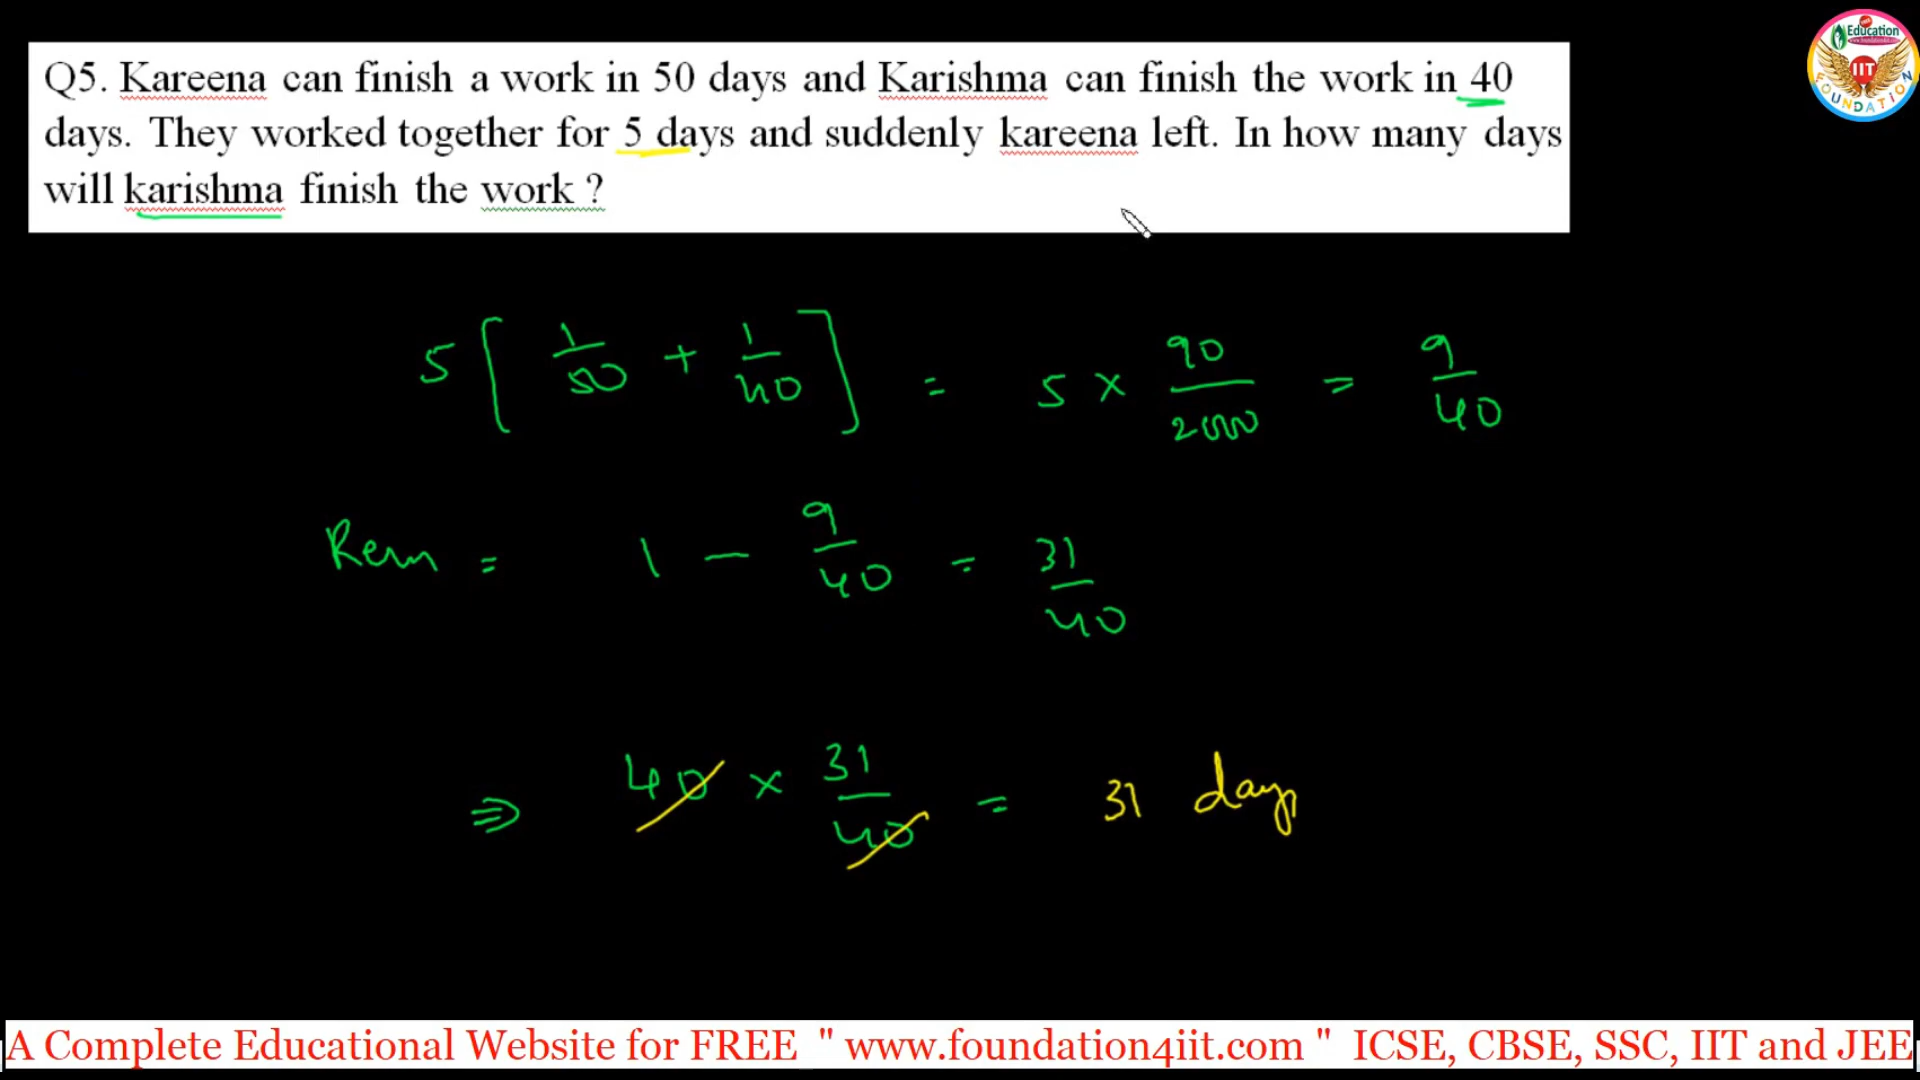 Education
IIT
FOUNDATION
Q5. Kareena can finish a work in 50 days and Karishma can finish the work in 40
days. They worked together for 5 days and suddenly kareena left. In how many days
will karishma finish the work ?
5 [ 1/50 + 1/40 ] = 5 × 90/2000 = 9/40
Rem = 1 - 9/40 = 31/40
⇒ 40 × 31/40 = 31 days
A Complete Educational Website for FREE " www.foundation4iit.com " ICSE, CBSE, SSC, IIT and JEE